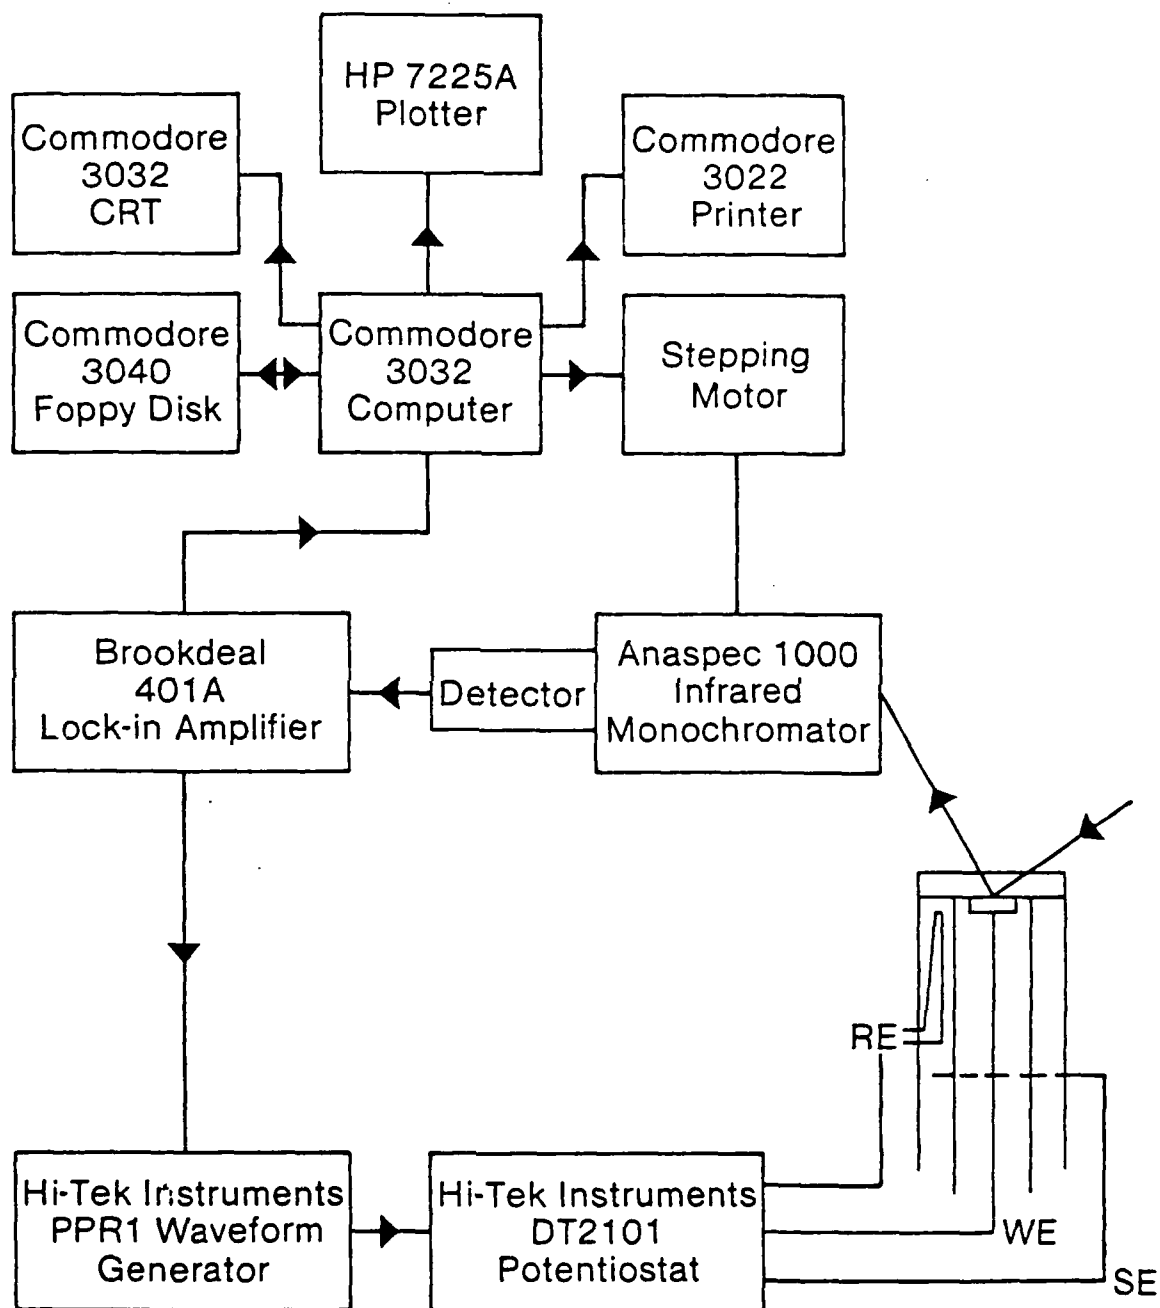 HP 7225A
Plotter
Commodore
3032
CRT
Commodore
3022
Printer
Commodore
3040
Foppy Disk
Commodore
3032
Computer
Stepping
Motor
Brookdeal
401A
Lock-in Amplifier
Detector
Anaspec 1000
Infrared
Monochromator
RE
Hi-Tek Instruments
PPR1 Waveform
Generator
Hi-Tek Instruments
DT2101
Potentiostat
WE
SE